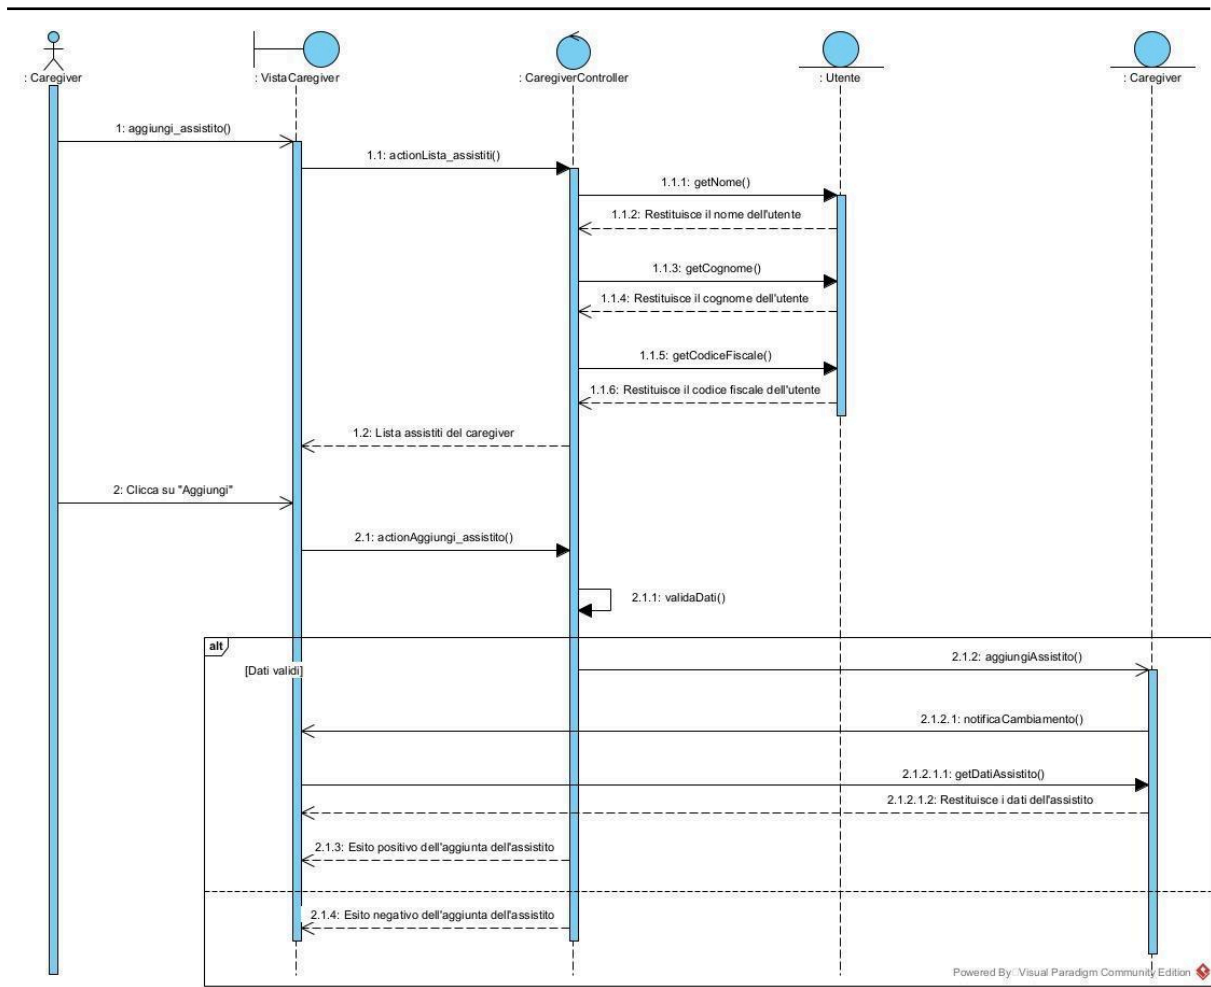 : Caregiver
: VistaCaregiver
: CaregiverController
: Utente
: Caregiver
1: aggiungi_assistito()
1.1: actionLista_assistiti()
1.1.1: getNome()
1.1.2: Restituisce il nome dell'utente
1.1.3: getCognome()
1.1.4: Restituisce il cognome dell'utente
1.1.5: getCodiceFiscale()
1.1.6: Restituisce il codice fiscale dell'utente
1.2: Lista assistiti del caregiver
2: Clicca su "Aggiungi"
2.1: actionAggiungi_assistito()
2.1.1: validaDati()
alt
[Dati validi]
2.1.2: aggiungiAssistito()
2.1.2.1: notificaCambiamento()
2.1.2.1.1: getDatiAssistito()
2.1.2.1.2: Restituisce i dati dell'assistito
2.1.3: Esito positivo dell'aggiunta dell'assistito
2.1.4: Esito negativo dell'aggiunta dell'assistito
Powered By Visual Paradigm Community Edition